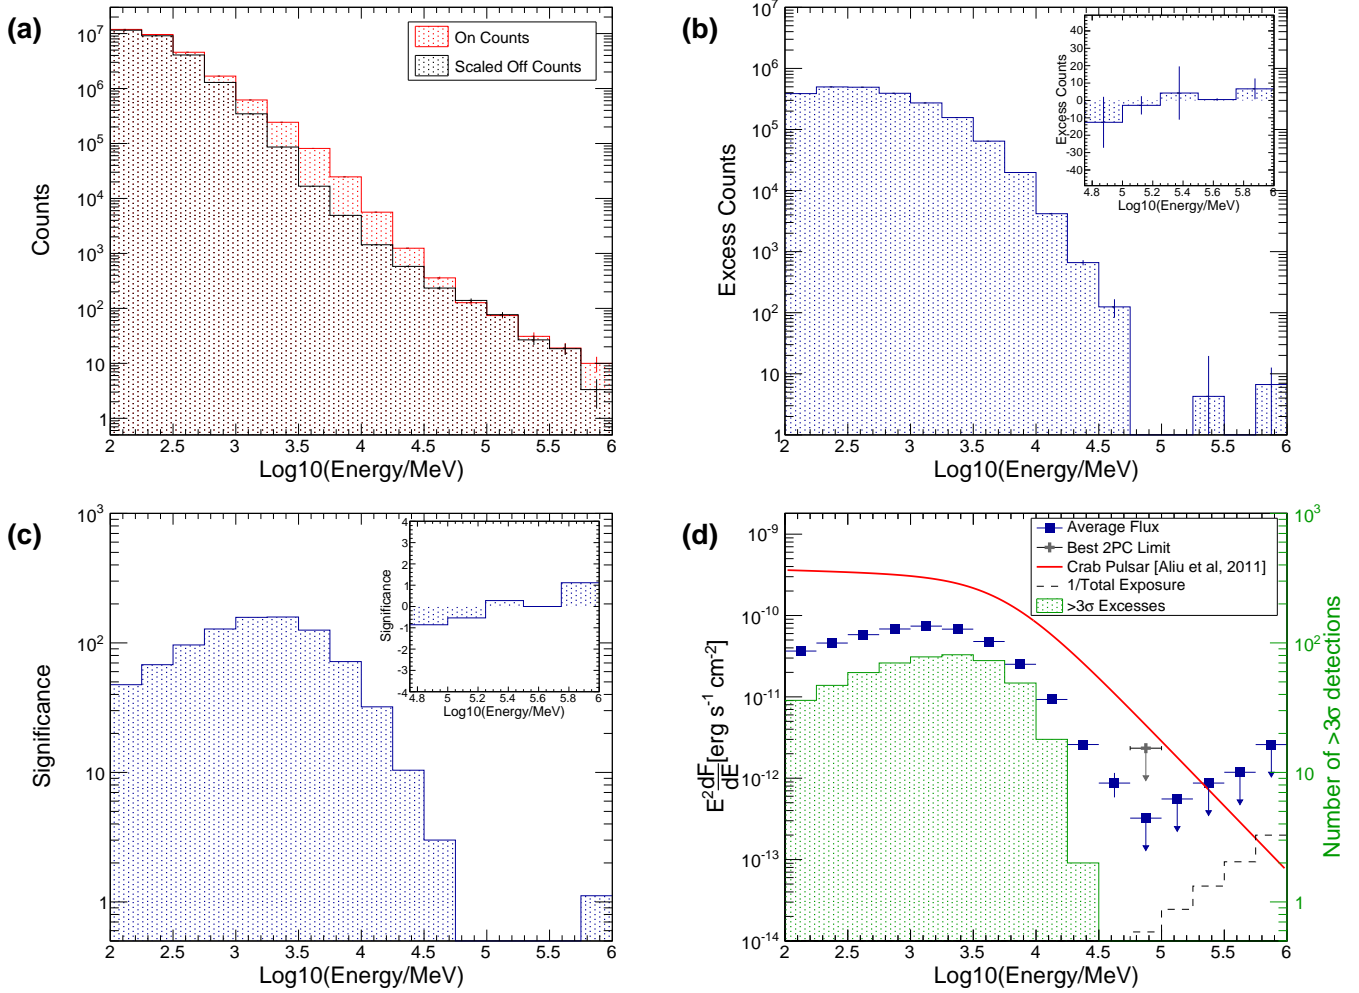 (a)
10^7
10^6
10^5
10^4
10^3
10^2
10
1
Counts
On Counts
Scaled Off Counts
2 2.5 3 3.5 4 4.5 5 5.5 6
Log10(Energy/MeV)
(b)
10^7
10^6
10^5
10^4
10^3
10^2
10
1
Excess Counts
40
30
20
10
0
-10
-20
-30
-40
Excess Counts
4.8 5 5.2 5.4 5.6 5.8 6
Log10(Energy/MeV)
2 2.5 3 3.5 4 4.5 5 5.5 6
Log10(Energy/MeV)
(c)
10^3
10^2
10
1
Significance
4
3
2
1
0
-1
-2
-3
-4
Significance
4.8 5 5.2 5.4 5.6 5.8 6
Log10(Energy/MeV)
2 2.5 3 3.5 4 4.5 5 5.5 6
Log10(Energy/MeV)
(d)
10^-9
10^-10
10^-11
10^-12
10^-13
10^-14
E^2 dF/dE [erg s^-1 cm^-2]
Average Flux
Best 2PC Limit
Crab Pulsar [Aliu et al, 2011]
1/Total Exposure
>3σ Excesses
10^3
10^2
10
1
Number of >3σ detections
2 2.5 3 3.5 4 4.5 5 5.5 6
Log10(Energy/MeV)